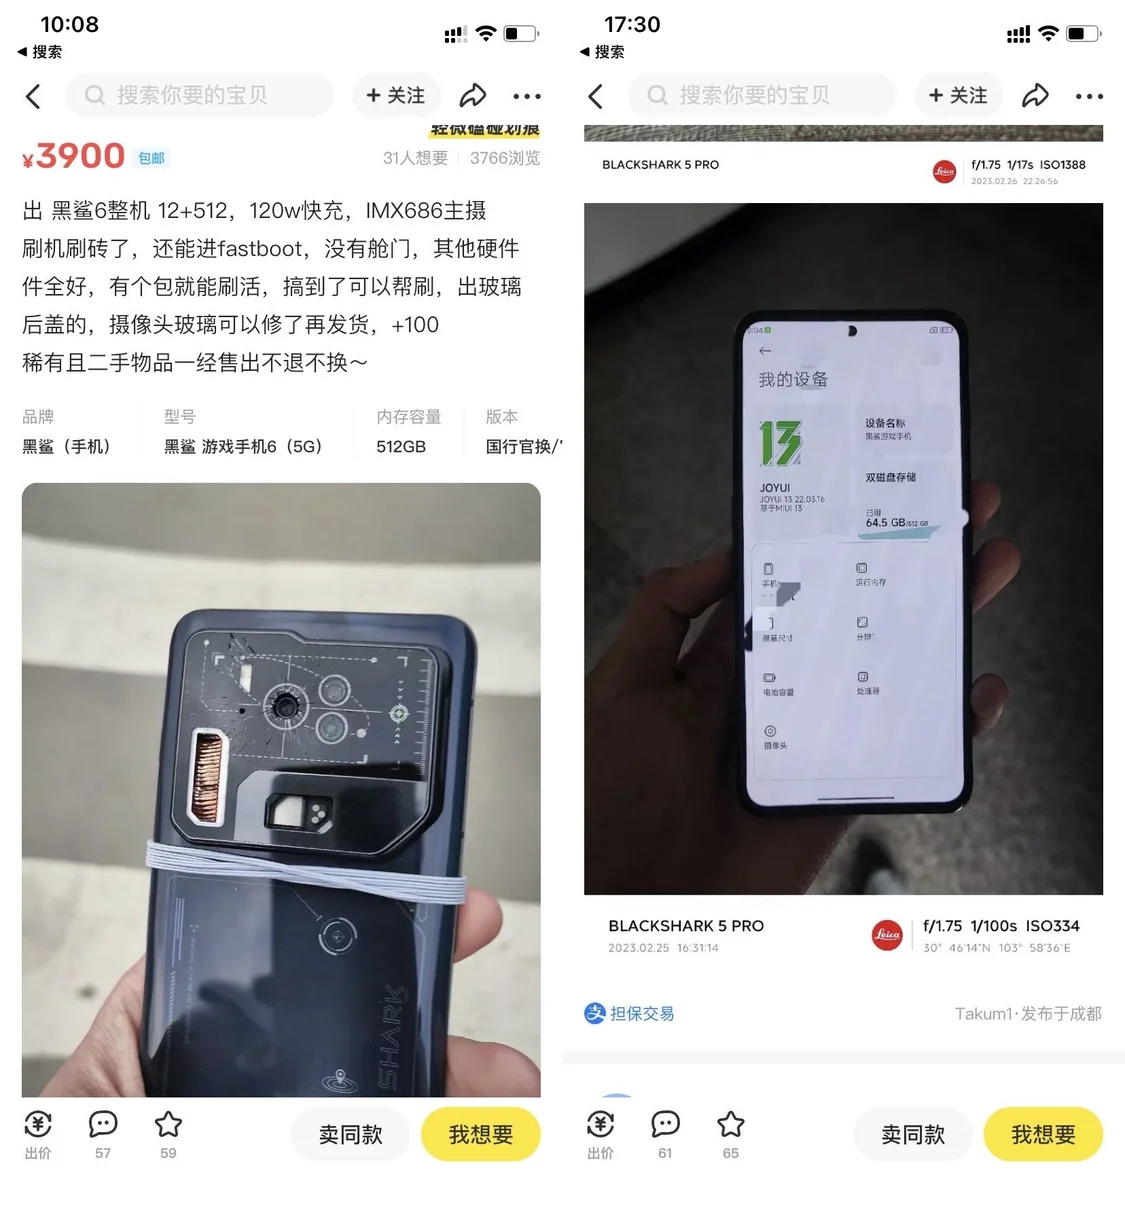 10:08
搜索
搜索你要的宝贝
+ 关注
轻微磕碰划痕
¥3900 包邮
31人想要 | 3766浏览
出 黑鲨6整机 12+512，120w快充，IMX686主摄
刷机刷砖了，还能进fastboot，没有舱门，其他硬件
件全好，有个包就能刷活，搞到了可以帮刷，出玻璃
后盖的，摄像头玻璃可以修了再发货，+100
稀有且二手物品一经售出不退不换～
品牌 型号 内存容量 版本
黑鲨（手机） 黑鲨 游戏手机6（5G） 512GB 国行官换/
SHARK
出价 57 59
卖同款
我想要
17:30
搜索
搜索你要的宝贝
+ 关注
BLACKSHARK 5 PRO
Leica
f/1.75 1/17s ISO1388
2023.02.26 22:26:56
我的设备
13
设备名称
黑鲨游戏手机
JOYUI
JOYUI 13 22.03.16
基于MIUI 13
双磁盘存储
已用
64.5 GB/512 GB
运行内存
屏幕尺寸
电池容量
处理器
摄像头
BLACKSHARK 5 PRO
2023.02.25 16:31:14
Leica
f/1.75 1/100s ISO334
30° 46'14"N 103° 58'36"E
担保交易
Takum1·发布于成都
出价 61 65
卖同款
我想要